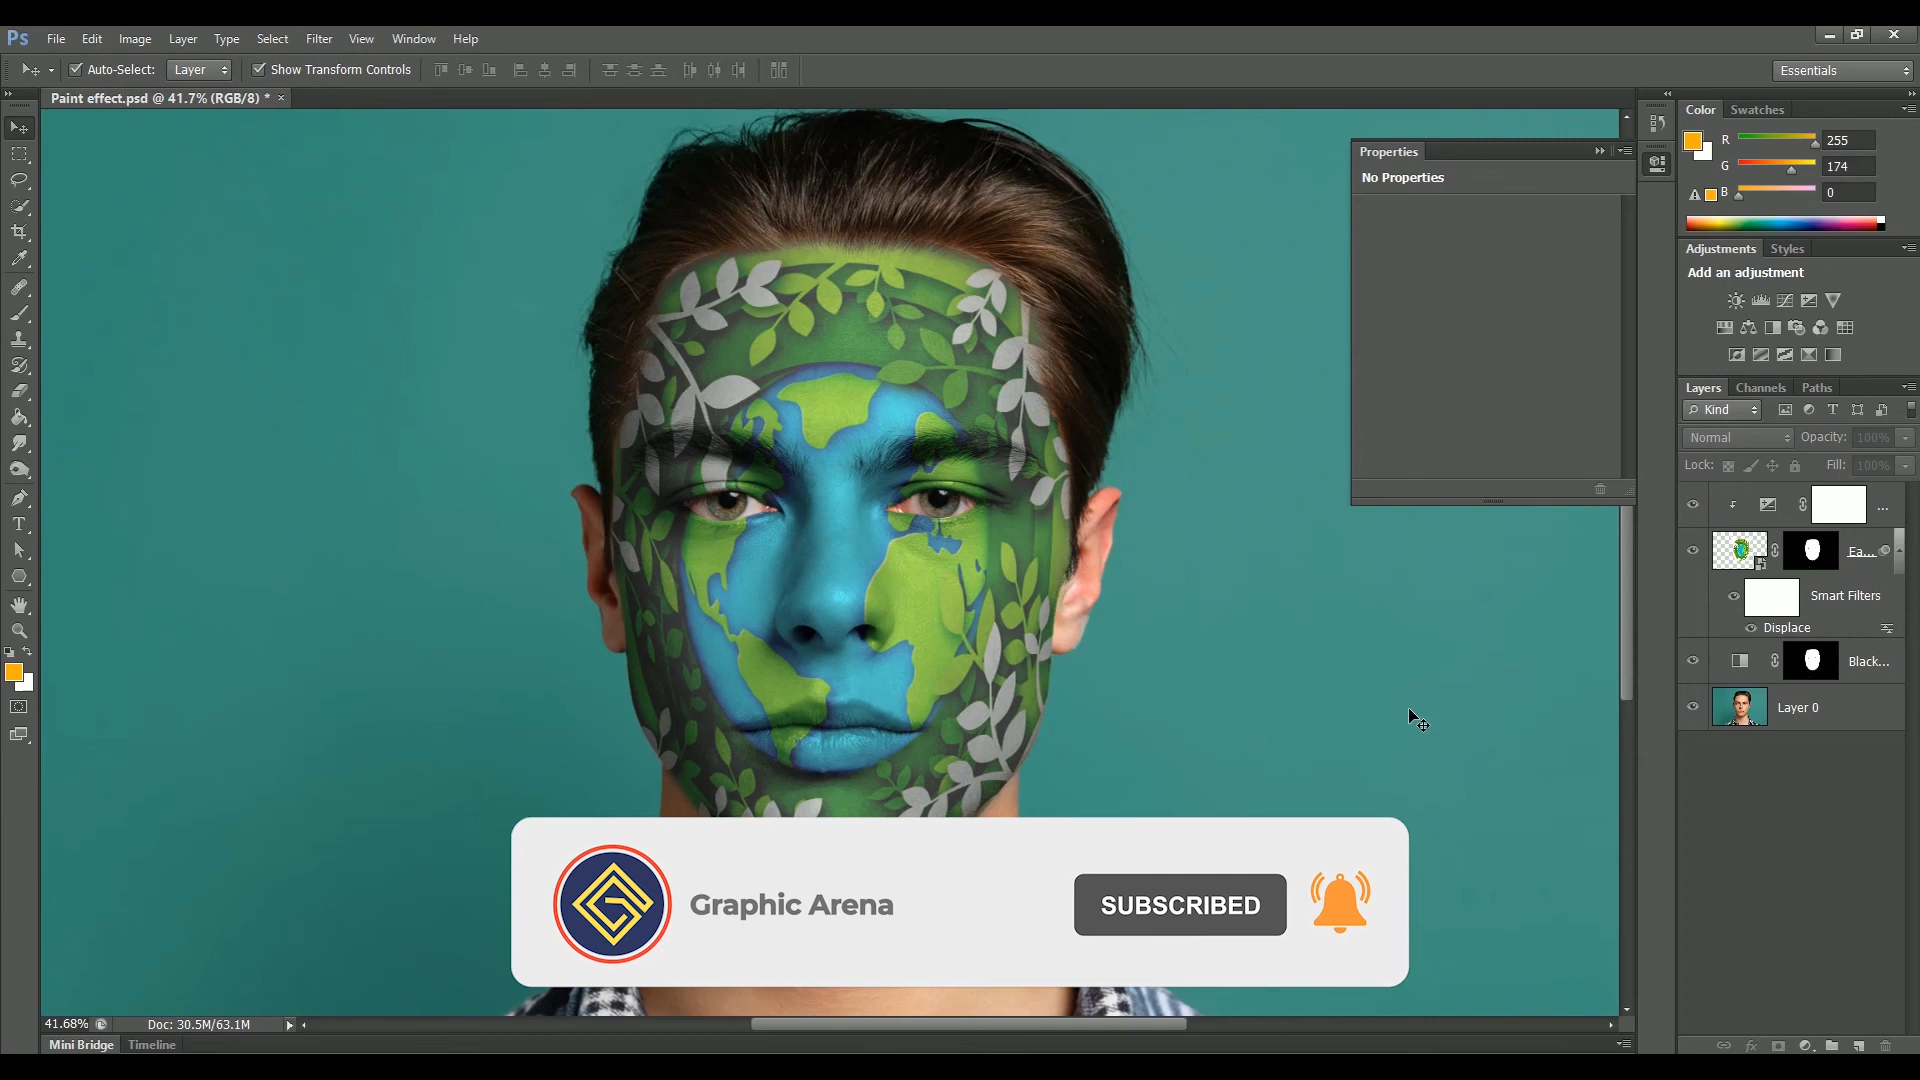 Ps File Edit Image Layer Type Select Filter View Window Help
Auto-Select: Layer Show Transform Controls Essentials
Paint effect.psd @ 41.7% (RGB/8) * ×
Color Swatches
R 255
G 174
B 0
Properties
No Properties
Adjustments Styles
Add an adjustment
Layers Channels Paths
Kind
Normal Opacity: 100%
Lock: Fill: 100%
...
Ea...
Smart Filters
Displace
Black...
Layer 0
Graphic Arena SUBSCRIBED
41.68% Doc: 30.5M/63.1M
Mini Bridge Timeline